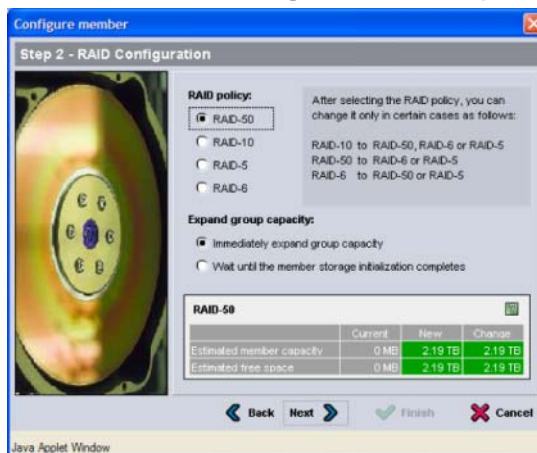 Configure member
Step 2 - RAID Configuration
RAID policy:
RAID-50
RAID-10
RAID-5
RAID-6
After selecting the RAID policy, you can
change it only in certain cases as follows:
RAID-10 to RAID-50, RAID-6 or RAID-5
RAID-50 to RAID-6 or RAID-5
RAID-6 to RAID-50 or RAID-5
Expand group capacity:
Immediately expand group capacity
Wait until the member storage initialization completes
RAID-50
Current New Change
Estimated member capacity 0 MB 2.19 TB 2.19 TB
Estimated free space 0 MB 2.19 TB 2.19 TB
Back Next Finish Cancel
Java Applet Window